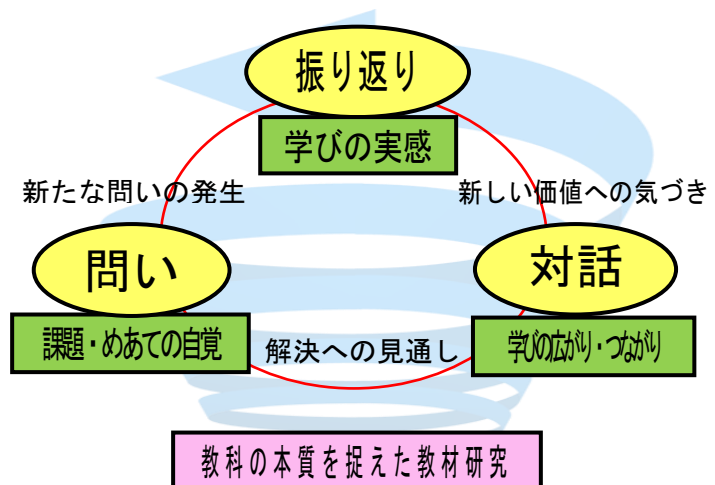 振り返り
学びの実感
新たな問いの発生
新しい価値への気づき
問い
対話
課題・めあての自覚
解決への見通し
学びの広がり・つながり
教科の本質を捉えた教材研究